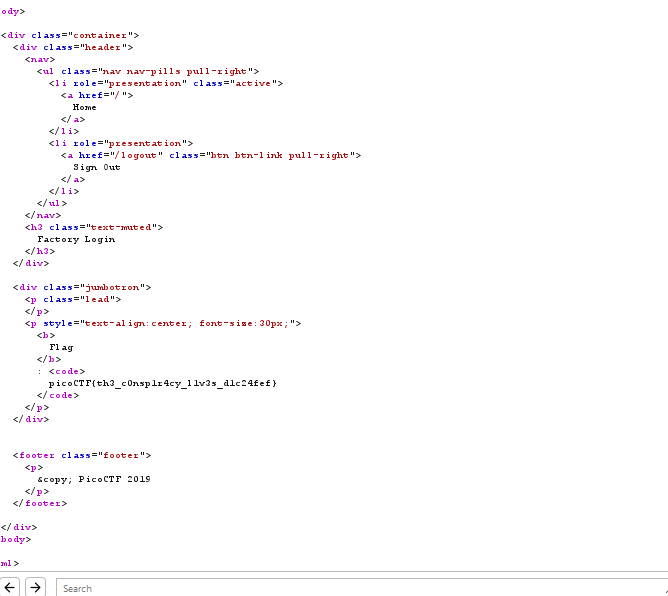 ody>
<div class="container">
<div class="header">
<nav>
<ul class="nav nav-pills pull-right">
<li role="presentation" class="active">
<a href="/">
Home
</a>
</li>
<li role="presentation">
<a href="/logout" class="btn btn-link pull-right">
Sign Out
</a>
</li>
</ul>
</nav>
<h3 class="text-muted">
Factory Login
</h3>
</div>
<div class="jumbotron">
<p class="lead">
</p>
<p style="text-align:center; font-size:30px;">
<b>
Flag
</b>
: <code>
picoCTF{th3_c0nsp1r4cy_l1v3s_d1c24fef}
</code>
</p>
</div>
<footer class="footer">
<p>
&copy; PicoCTF 2019
</p>
</footer>
</div>
body>
ml>
Search